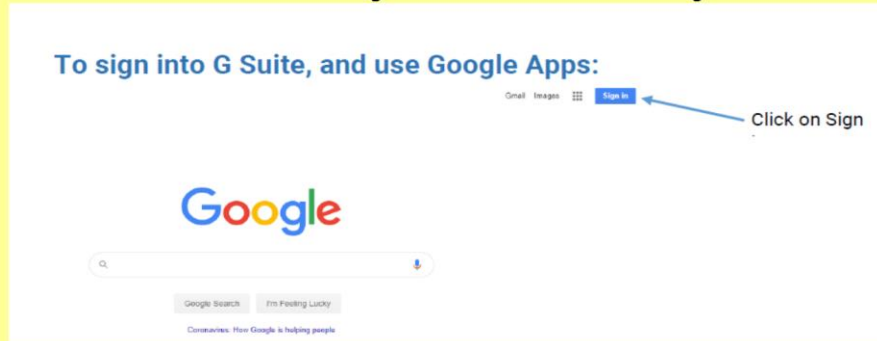 To sign into G Suite, and use Google Apps:
Gmail Images Sign in
Click on Sign
Google
Google Search I'm Feeling Lucky
Coronavirus: How Google is helping people